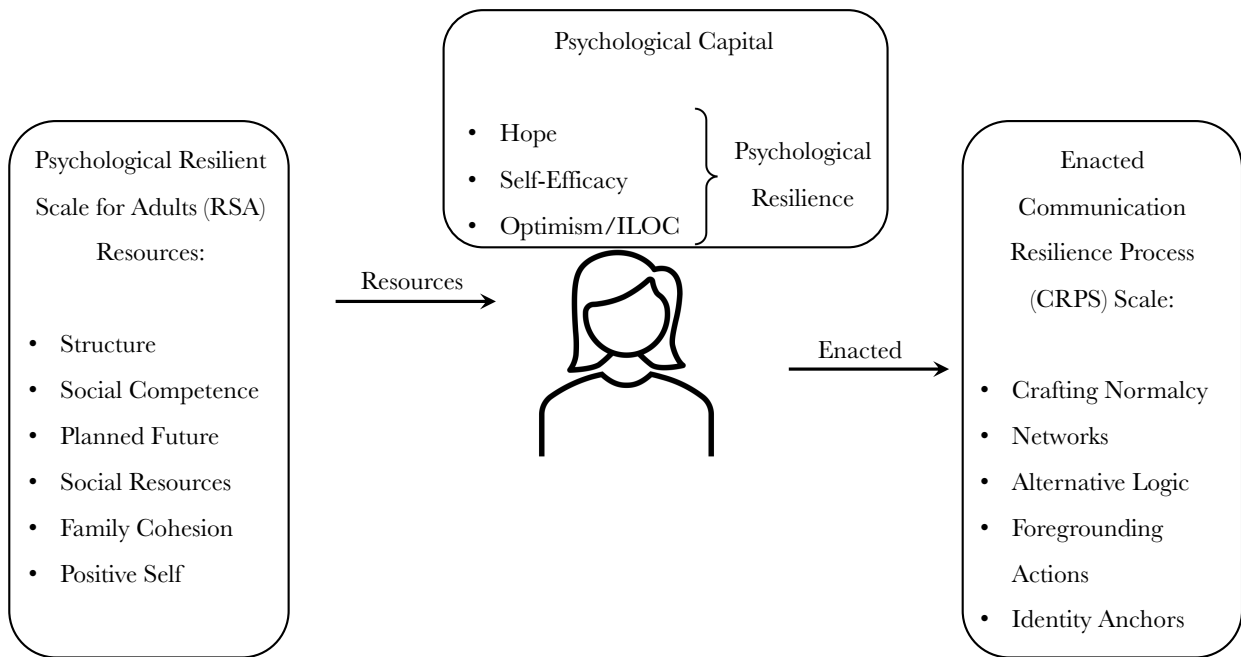 Psychological Capital
• Hope
• Self-Efficacy
• Optimism/ILOC
Psychological
Resilience
Psychological Resilient
Scale for Adults (RSA)
Resources:
• Structure
• Social Competence
• Planned Future
• Social Resources
• Family Cohesion
• Positive Self
Resources
Enacted
Enacted
Communication
Resilience Process
(CRPS) Scale:
• Crafting Normalcy
• Networks
• Alternative Logic
• Foregrounding
Actions
• Identity Anchors